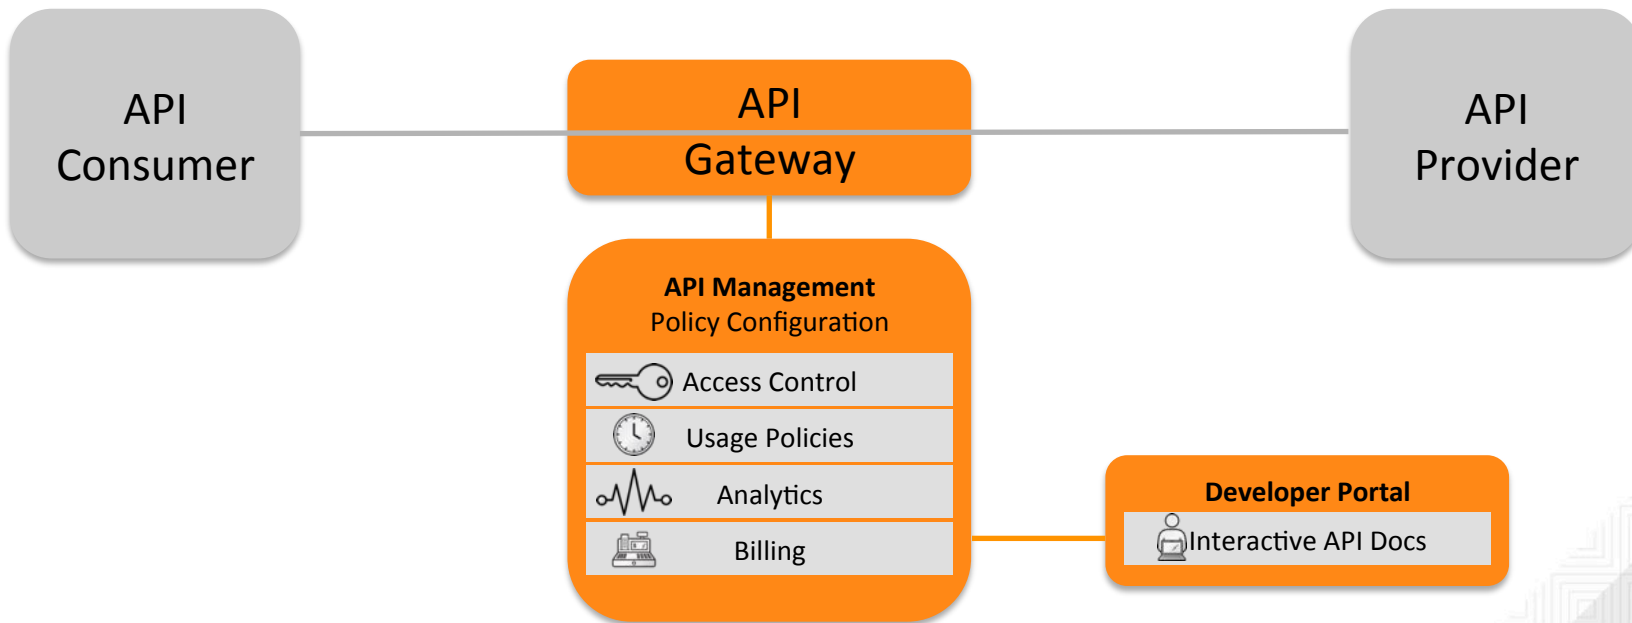 API
Consumer
API
Gateway
API
Provider
API Management
Policy Configuration
Access Control
Usage Policies
Analytics
Billing
Developer Portal
Interactive API Docs